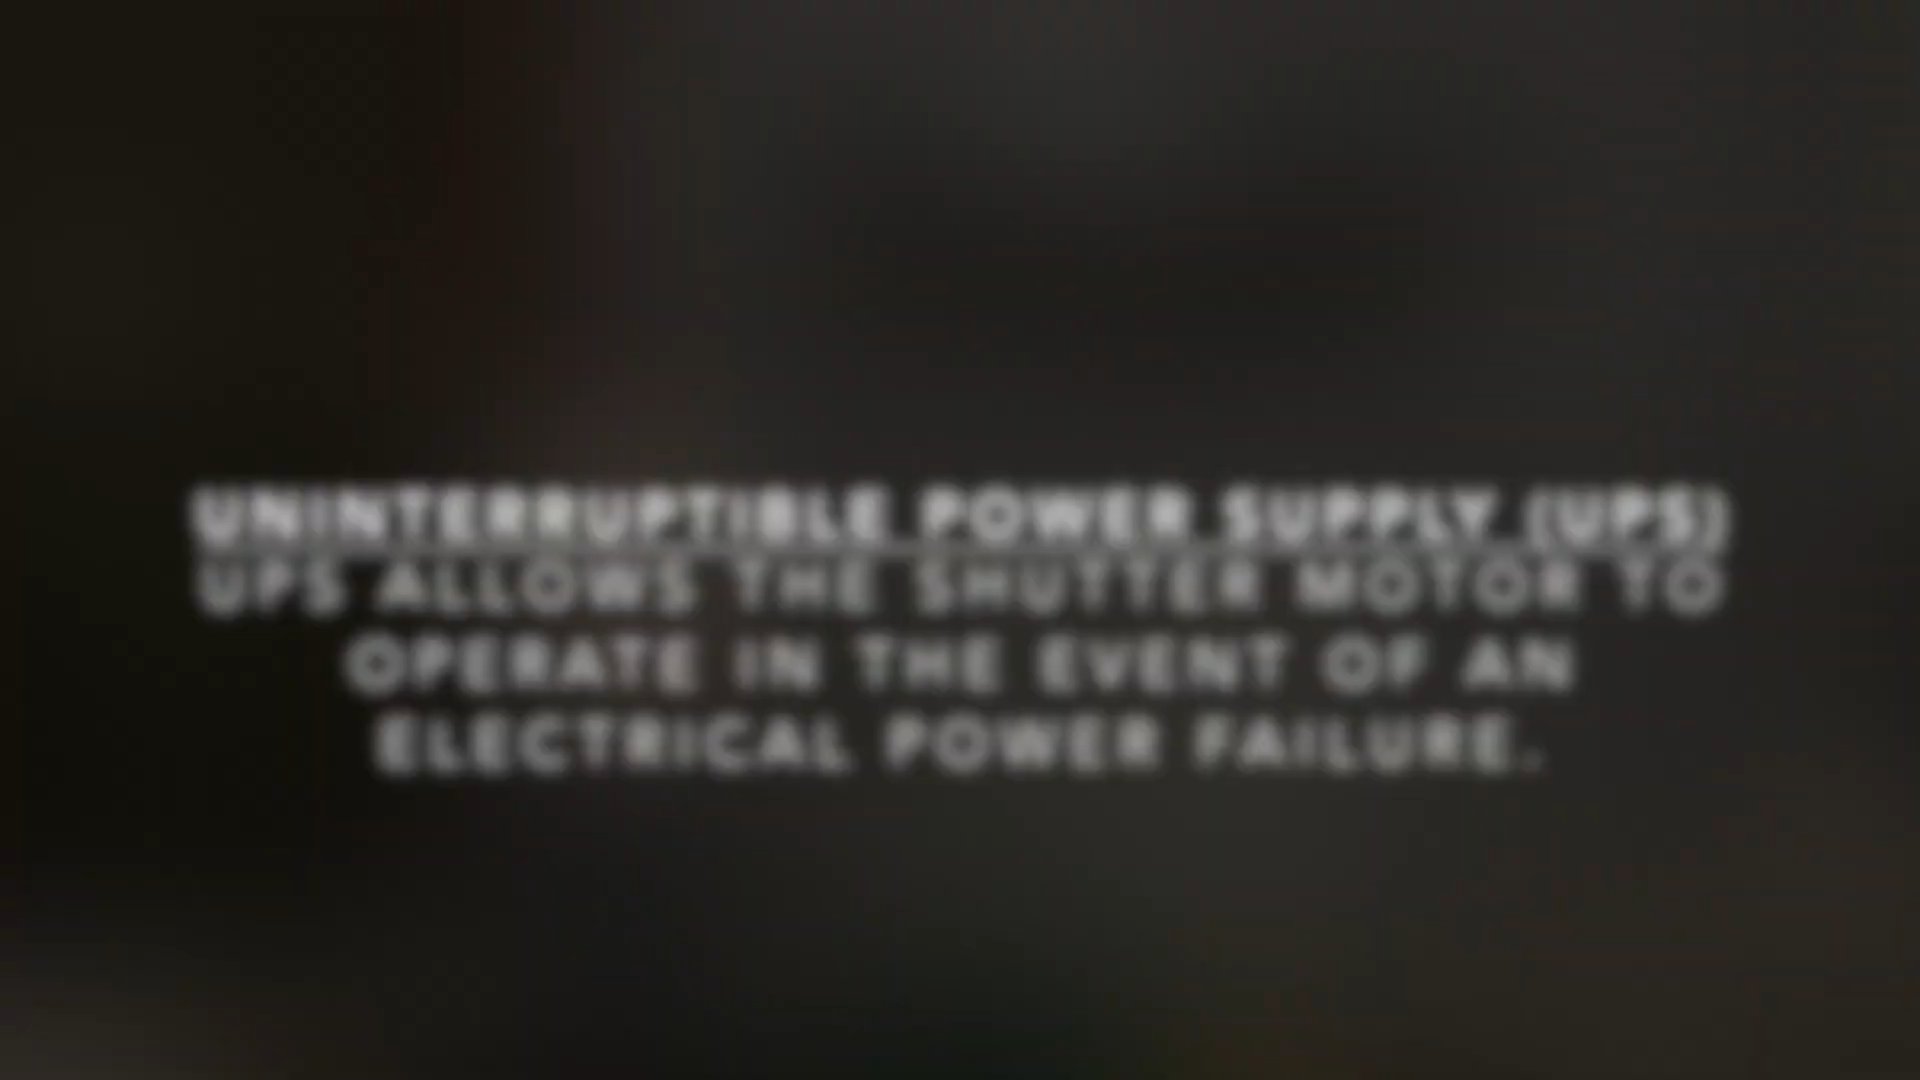 UNINTERRUPTIBLE POWER SUPPLY (UPS)
UPS ALLOWS THE SHUTTER MOTOR TO
OPERATE IN THE EVENT OF AN
ELECTRICAL POWER FAILURE.